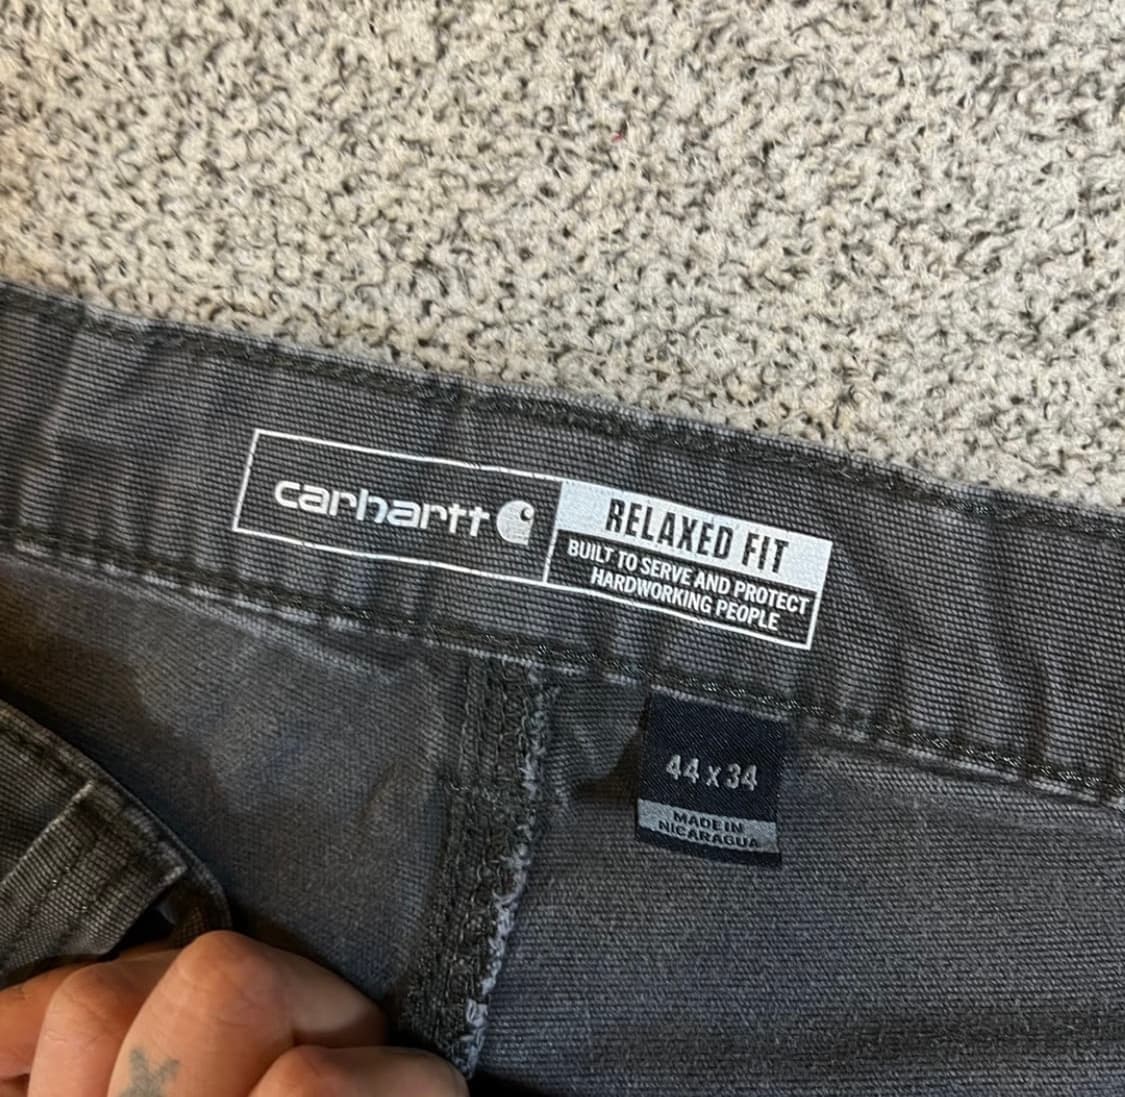 carhartt
RELAXED FIT
BUILT TO SERVE AND PROTECT
HARDWORKING PEOPLE
44 x 34
MADE IN
NICARAGUA